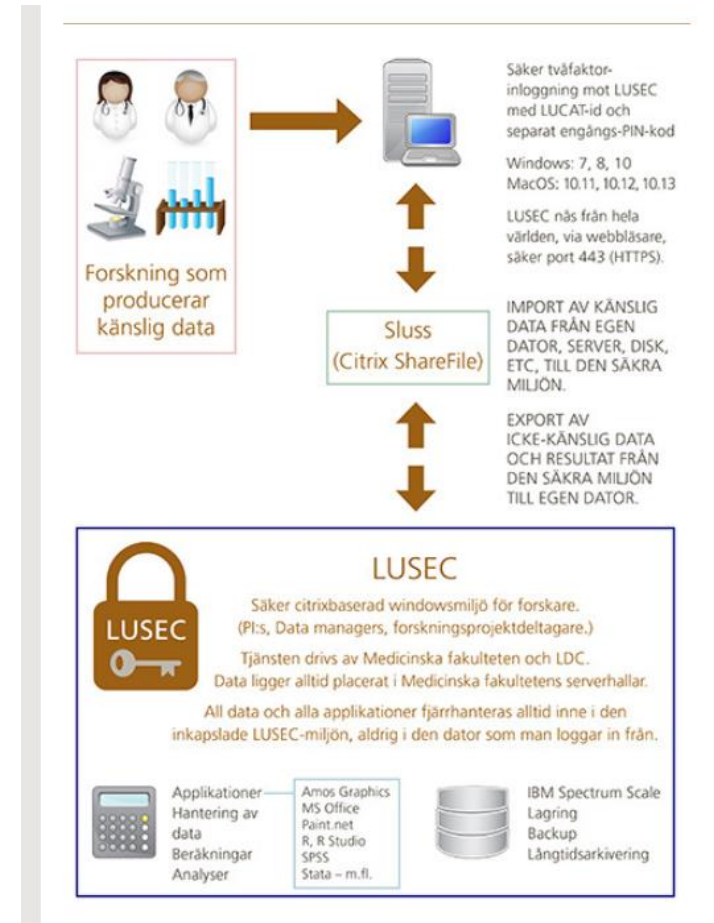 Säker tvåfaktor-
inloggning mot LUSEC
med LUCAT-id och
separat engångs-PIN-kod
Windows: 7, 8, 10
MacOS: 10.11, 10.12, 10.13
LUSEC nås från hela
världen, via webbläsare,
säker port 443 (HTTPS).
Forskning som
producerar
känslig data
Sluss
(Citrix ShareFile)
IMPORT AV KÄNSLIG
DATA FRÅN EGEN
DATOR, SERVER, DISK,
ETC, TILL DEN SÄKRA
MILJÖN.
EXPORT AV
ICKE-KÄNSLIG DATA
OCH RESULTAT FRÅN
DEN SÄKRA MILJÖN
TILL EGEN DATOR.
LUSEC
LUSEC
Säker citrixbaserad windowsmiljö för forskare.
(PI:s, Data managers, forskningsprojektdeltagare.)
Tjänsten drivs av Medicinska fakulteten och LDC.
Data ligger alltid placerat i Medicinska fakultetens serverhallar.
All data och alla applikationer fjärrhanteras alltid inne i den
inkapslade LUSEC-miljön, aldrig i den dator som man loggar in från.
Applikationer
Hantering av
data
Beräkningar
Analyser
Amos Graphics
MS Office
Paint.net
R, R Studio
SPSS
Stata – m.fl.
IBM Spectrum Scale
Lagring
Backup
Långtidsarkivering